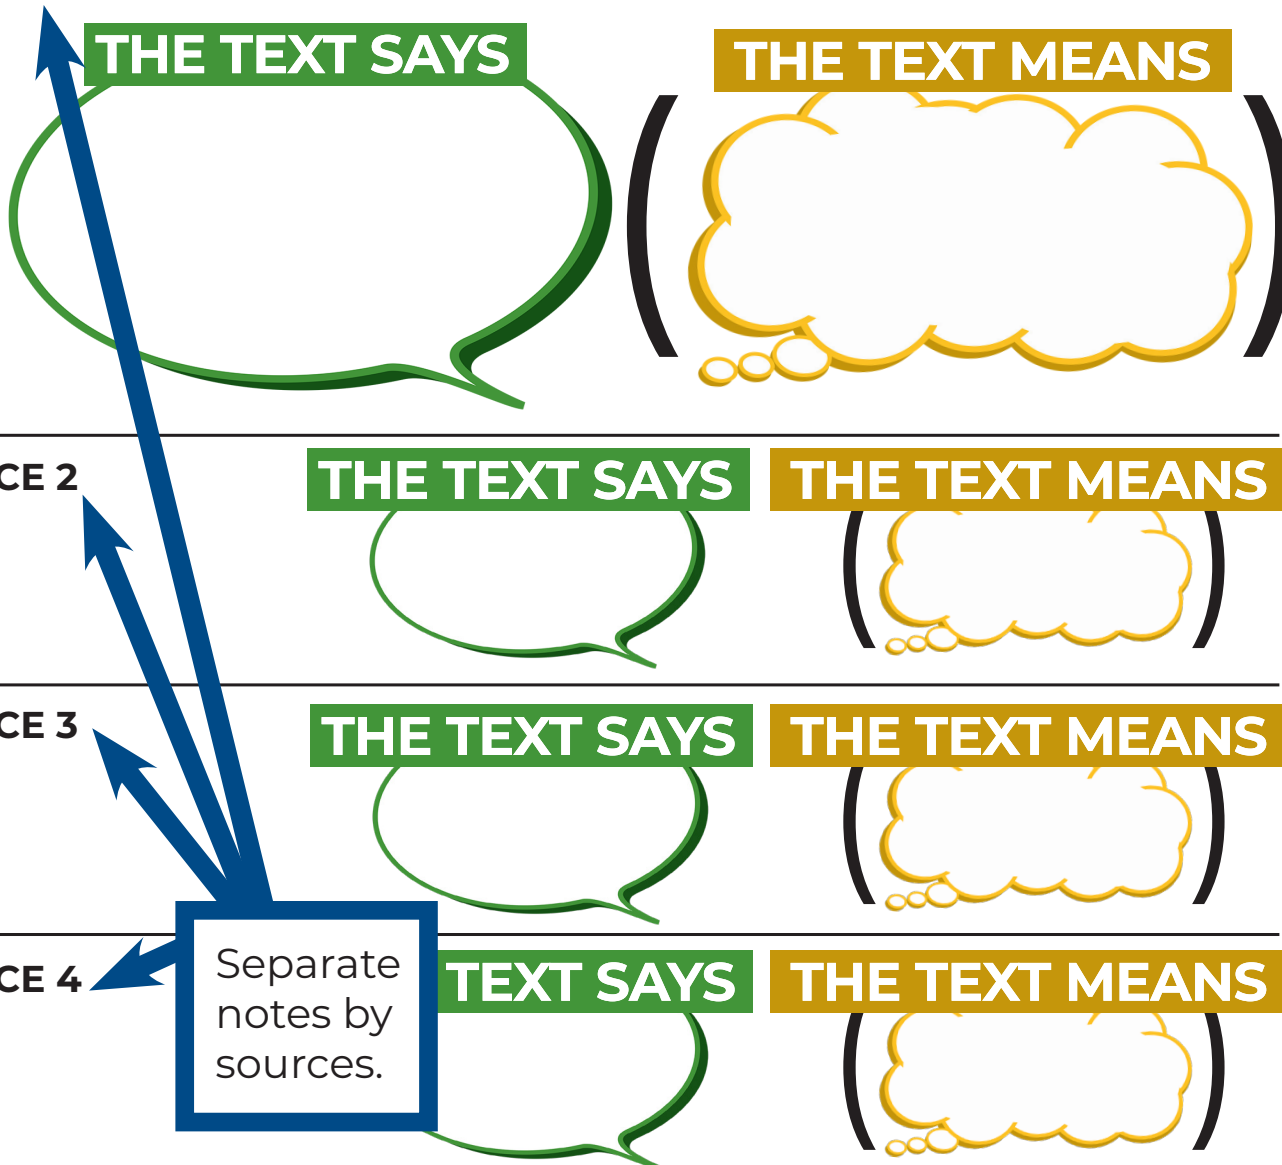 THE TEXT SAYS
THE TEXT MEANS
CE 2
THE TEXT SAYS
THE TEXT MEANS
CE 3
THE TEXT SAYS
THE TEXT MEANS
CE 4
TEXT SAYS
THE TEXT MEANS
Separate
notes by
sources.